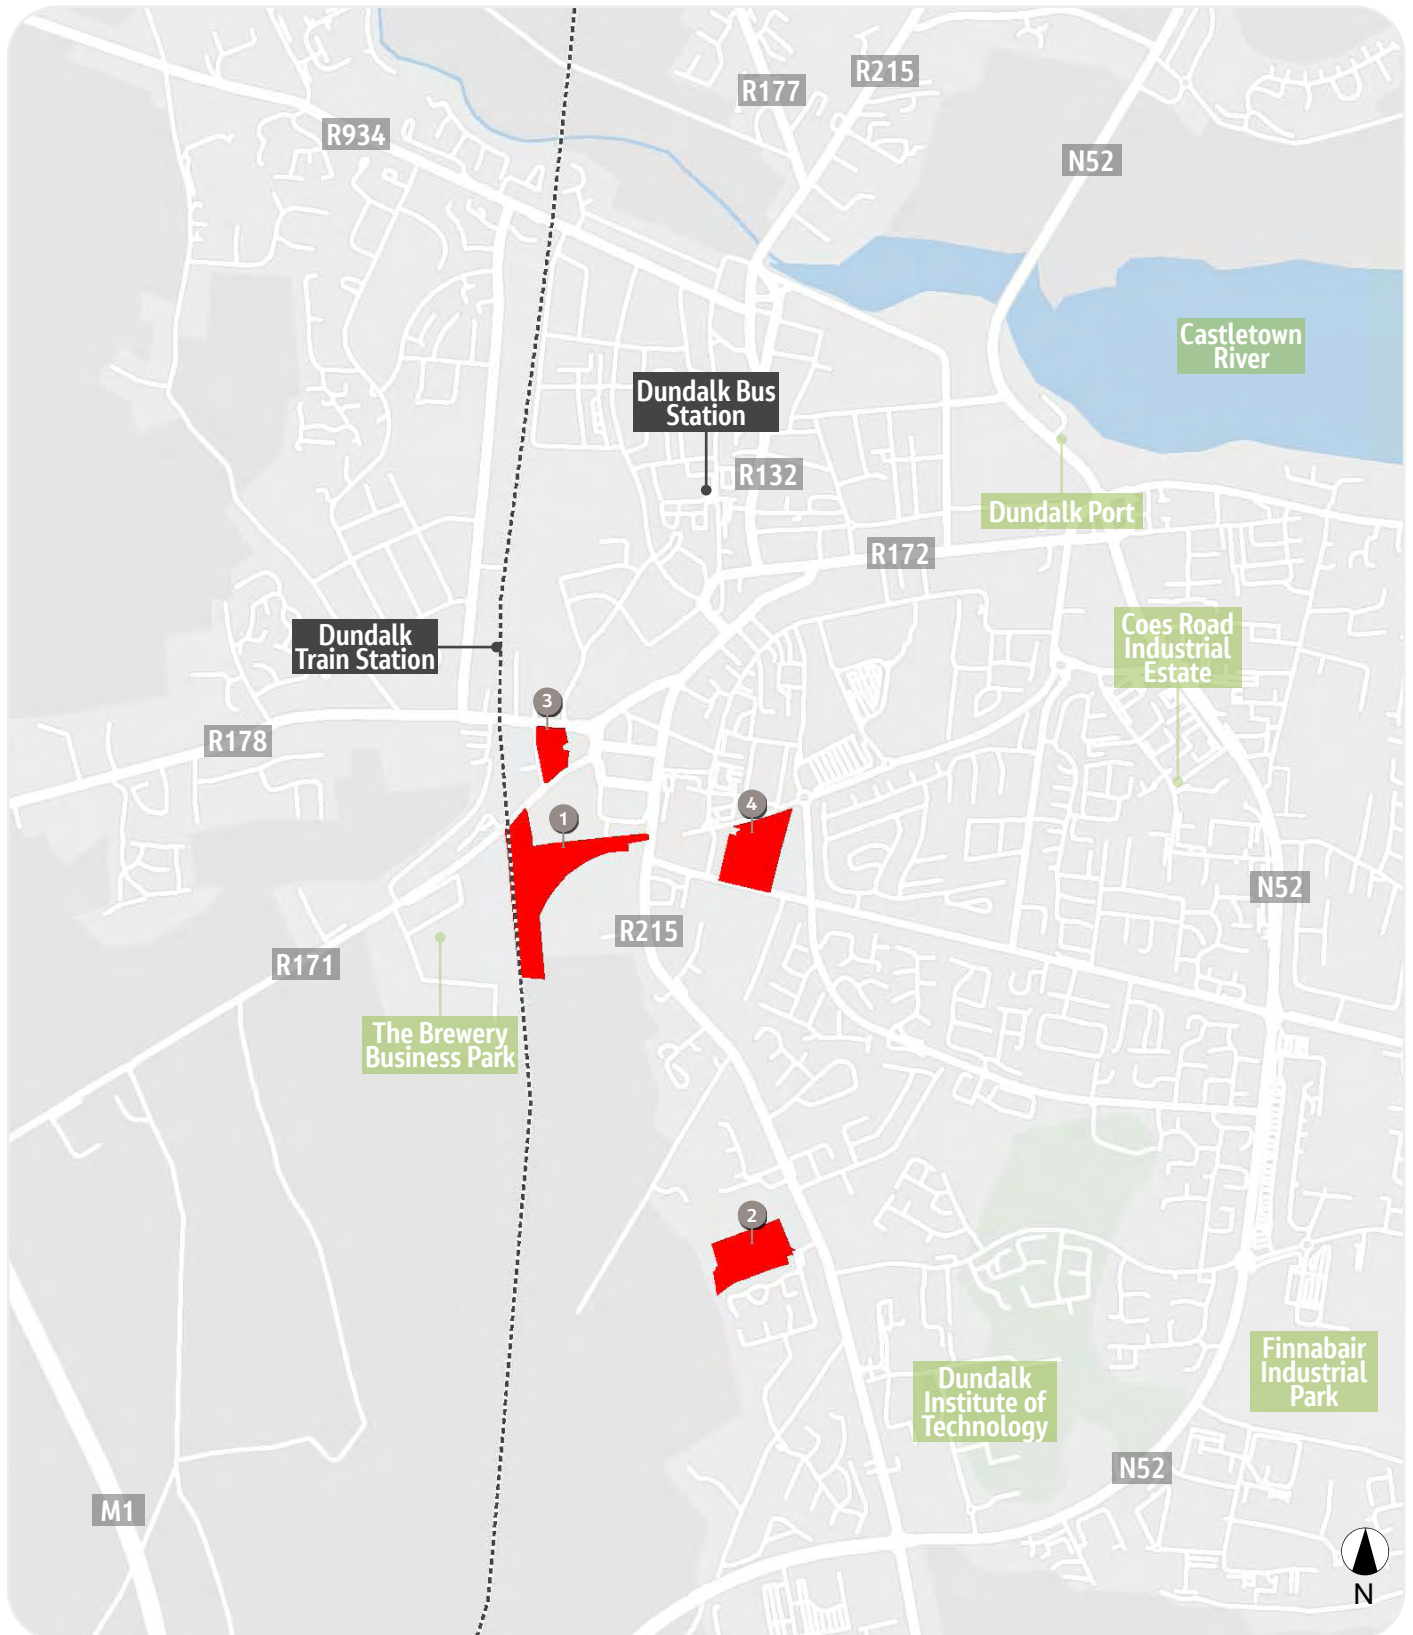 R215
R177
R934
N52
Castletown
River
Dundalk Bus
Station
R132
Dundalk Port
R172
Dundalk
Train Station
Coes Road
Industrial
Estate
3
R178
1
4
N52
R215
R171
The Brewery
Business Park
2
Finnabair
Industrial
Park
Dundalk
Institute of
Technology
N52
M1
N